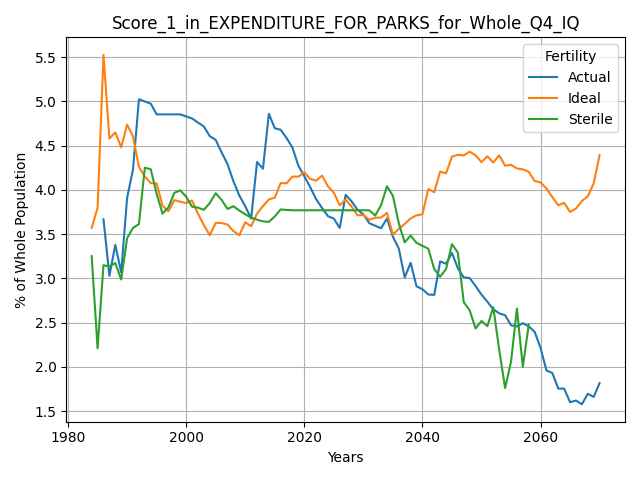 Score_1_in_EXPENDITURE_FOR_PARKS_for_Whole_Q4_IQ
Fertility
Actual
Ideal
Sterile
% of Whole Population
5.5
5.0
4.5
4.0
3.5
3.0
2.5
2.0
1.5
1980
2000
2020
2040
2060
Years